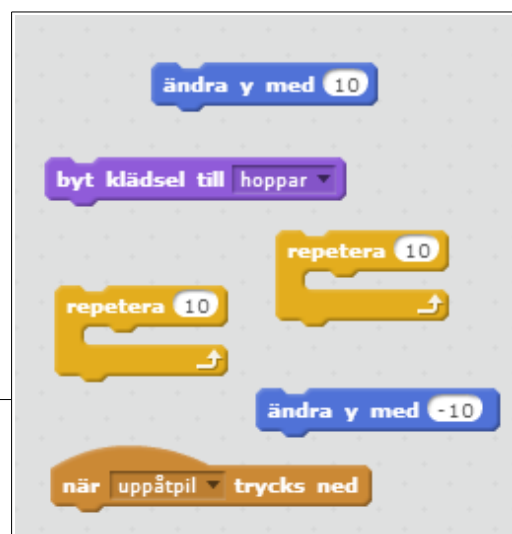 ändra y med 10
byt klädsel till hoppar
repetera 10
repetera 10
ändra y med -10
när uppåtpil trycks ned